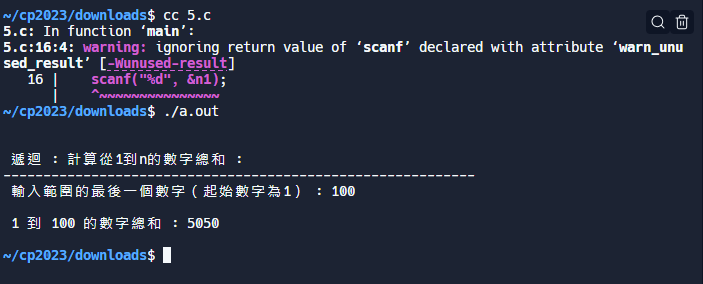 ~/cp2023/downloads$ cc 5.c
5.c: In function ‘main’:
5.c:16:4: warning: ignoring return value of ‘scanf’ declared with attribute ‘warn_unu
sed_result’ [-Wunused-result]
   16 |    scanf("%d", &n1);
      |    ^~~~~~~~~~~~~~~~
~/cp2023/downloads$ ./a.out
 遞迴 : 計算從1到n的數字總和 :
-----------------------------------------------------------
 輸入範圍的最後一個數字 ( 起始數字為1 ) : 100
 1 到 100 的數字總和 : 5050
~/cp2023/downloads$